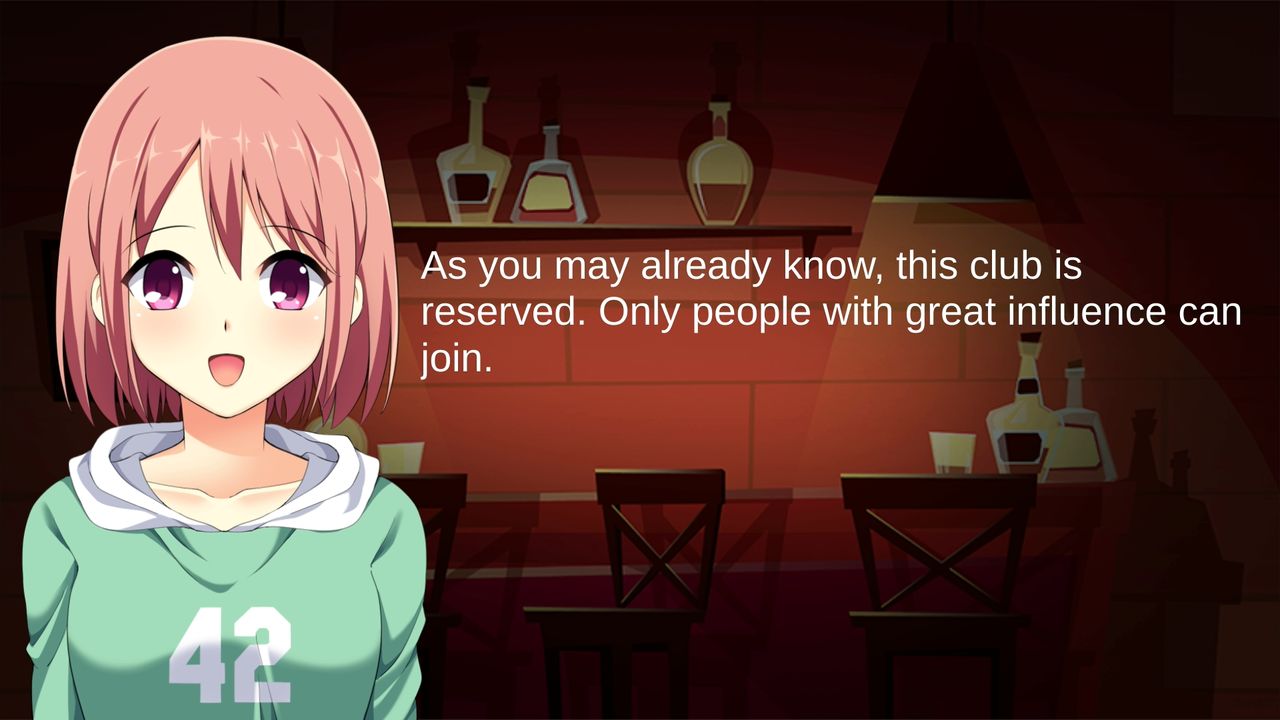 As you may already know, this club is
reserved. Only people with great influence can
join.
42